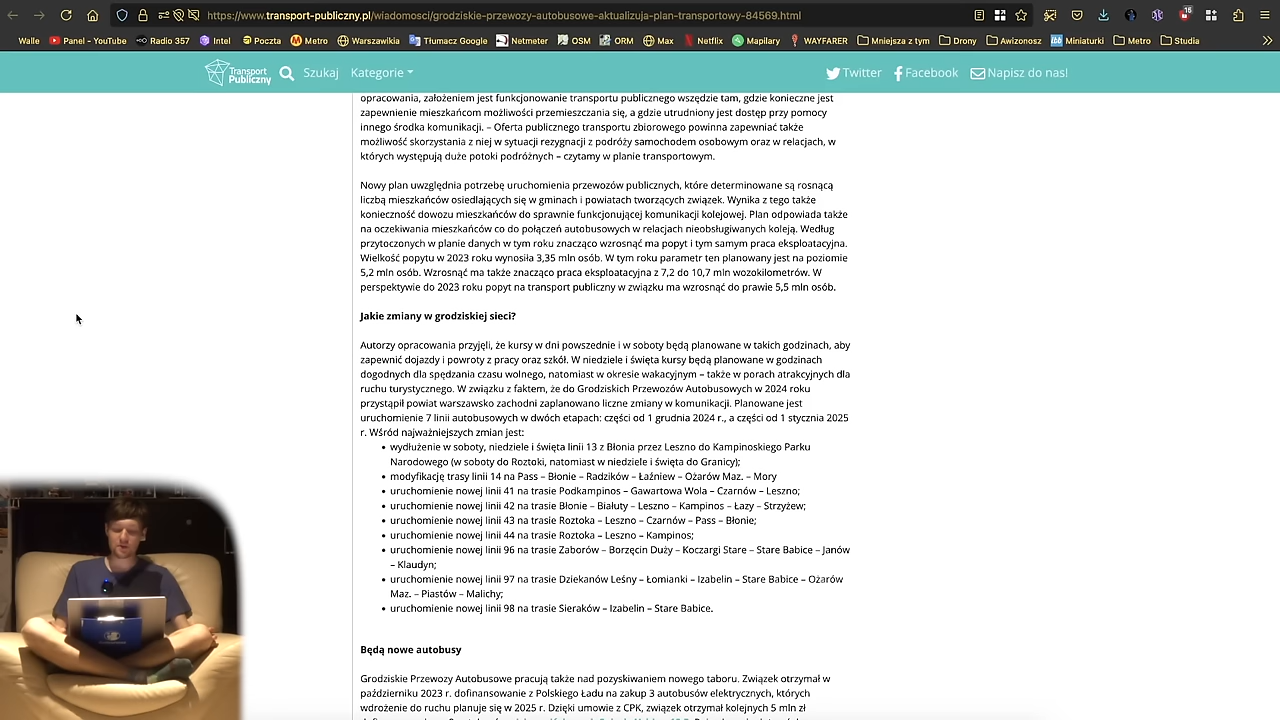 https://www.transport-publiczny.pl/wiadomosci/grodziskie-przewozy-autobusowe-aktualizuja-plan-transportowy-84569.html
15
Walle Panel - YouTube Radio 357 Intel Poczta Metro Warszawikia Tłumacz Google Netmeter OSM ORM Max Netflix Mapilary WAYFARER Mniejsza z tym Drony Awizonosz Miniaturki Metro Studia
Transport Publiczny Szukaj Kategorie Twitter Facebook Napisz do nas!
opracowania, założeniem jest funkcjonowanie transportu publicznego wszędzie tam, gdzie konieczne jest
zapewnienie mieszkańcom możliwości przemieszczania się, a gdzie utrudniony jest dostęp przy pomocy
innego środka komunikacji. – Oferta publicznego transportu zbiorowego powinna zapewniać także
możliwość skorzystania z niej w sytuacji rezygnacji z podróży samochodem osobowym oraz w relacjach, w
których występują duże potoki podróżnych – czytamy w planie transportowym.
Nowy plan uwzględnia potrzebę uruchomienia przewozów publicznych, które determinowane są rosnącą
liczbą mieszkańców osiedlających się w gminach i powiatach tworzących związek. Wynika z tego także
konieczność dowozu mieszkańców do sprawnie funkcjonującej komunikacji kolejowej. Plan odpowiada także
na oczekiwania mieszkańców co do połączeń autobusowych w relacjach nieobsługiwanych koleją. Według
przytoczonych w planie danych w tym roku znacząco wzrosnąć ma popyt i tym samym praca eksploatacyjna.
Wielkość popytu w 2023 roku wynosiła 3,35 mln osób. W tym roku parametr ten planowany jest na poziomie
5,2 mln osób. Wzrosnąć ma także znacząco praca eksploatacyjna z 7,2 do 10,7 mln wozokilometrów. W
perspektywie do 2023 roku popyt na transport publiczny w związku ma wzrosnąć do prawie 5,5 mln osób.
Jakie zmiany w grodziskiej sieci?
Autorzy opracowania przyjęli, że kursy w dni powszednie i w soboty będą planowane w takich godzinach, aby
zapewnić dojazdy i powroty z pracy oraz szkół. W niedziele i święta kursy będą planowane w godzinach
dogodnych dla spędzania czasu wolnego, natomiast w okresie wakacyjnym – także w porach atrakcyjnych dla
ruchu turystycznego. W związku z faktem, że do Grodziskich Przewozów Autobusowych w 2024 roku
przystąpił powiat warszawsko zachodni zaplanowano liczne zmiany w komunikacji. Planowane jest
uruchomienie 7 linii autobusowych w dwóch etapach: części od 1 grudnia 2024 r., a części od 1 stycznia 2025
r. Wśród najważniejszych zmian jest:
• wydłużenie w soboty, niedziele i święta linii 13 z Błonia przez Leszno do Kampinoskiego Parku
Narodowego (w soboty do Roztoki, natomiast w niedziele i święta do Granicy);
• modyfikację trasy linii 14 na Pass – Błonie – Radzików – Łaźniew – Ożarów Maz. – Mory
• uruchomienie nowej linii 41 na trasie Podkampinos – Gawartowa Wola – Czarnów – Leszno;
• uruchomienie nowej linii 42 na trasie Błonie – Białuty – Leszno – Kampinos – Łazy – Strzyżew;
• uruchomienie nowej linii 43 na trasie Roztoka – Leszno – Czarnów – Pass – Błonie;
• uruchomienie nowej linii 44 na trasie Roztoka – Leszno – Kampinos;
• uruchomienie nowej linii 96 na trasie Zaborów – Borzęcin Duży – Koczargi Stare – Stare Babice – Janów
– Klaudyn;
• uruchomienie nowej linii 97 na trasie Dziekanów Leśny – Łomianki – Izabelin – Stare Babice – Ożarów
Maz. – Piastów – Malichy;
• uruchomienie nowej linii 98 na trasie Sieraków – Izabelin – Stare Babice.
Będą nowe autobusy
Grodziskie Przewozy Autobusowe pracują także nad pozyskiwaniem nowego taboru. Związek otrzymał w
październiku 2023 r. dofinansowanie z Polskiego Ładu na zakup 3 autobusów elektrycznych, których
wdrożenie do ruchu planuje się w 2025 r. Dzięki umowie z CPK, związek otrzymał kolejnych 5 mln zł